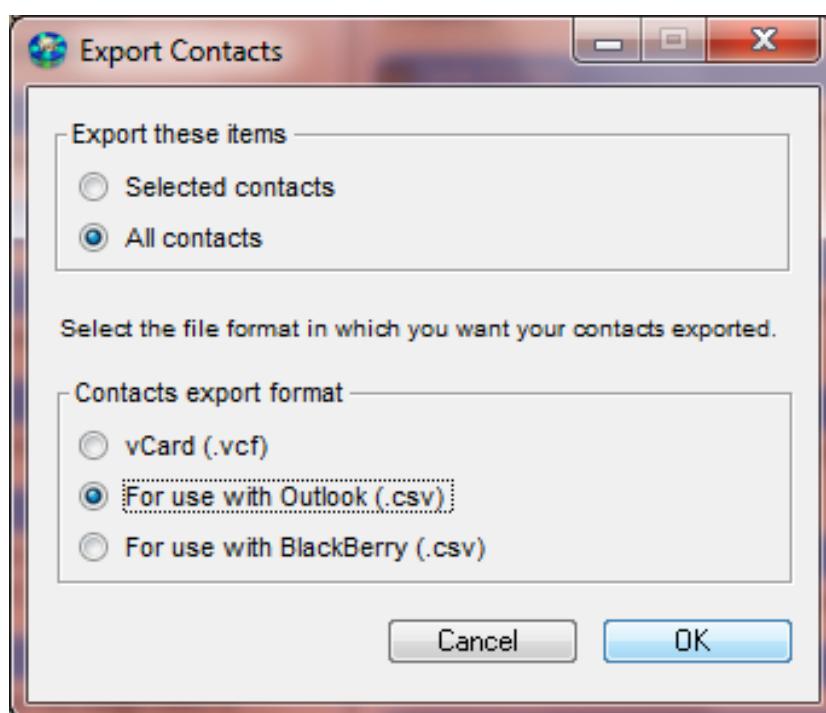 Export Contacts
Export these items
Selected contacts
All contacts
Select the file format in which you want your contacts exported.
Contacts export format
vCard (.vcf)
For use with Outlook (.csv)
For use with BlackBerry (.csv)
Cancel OK